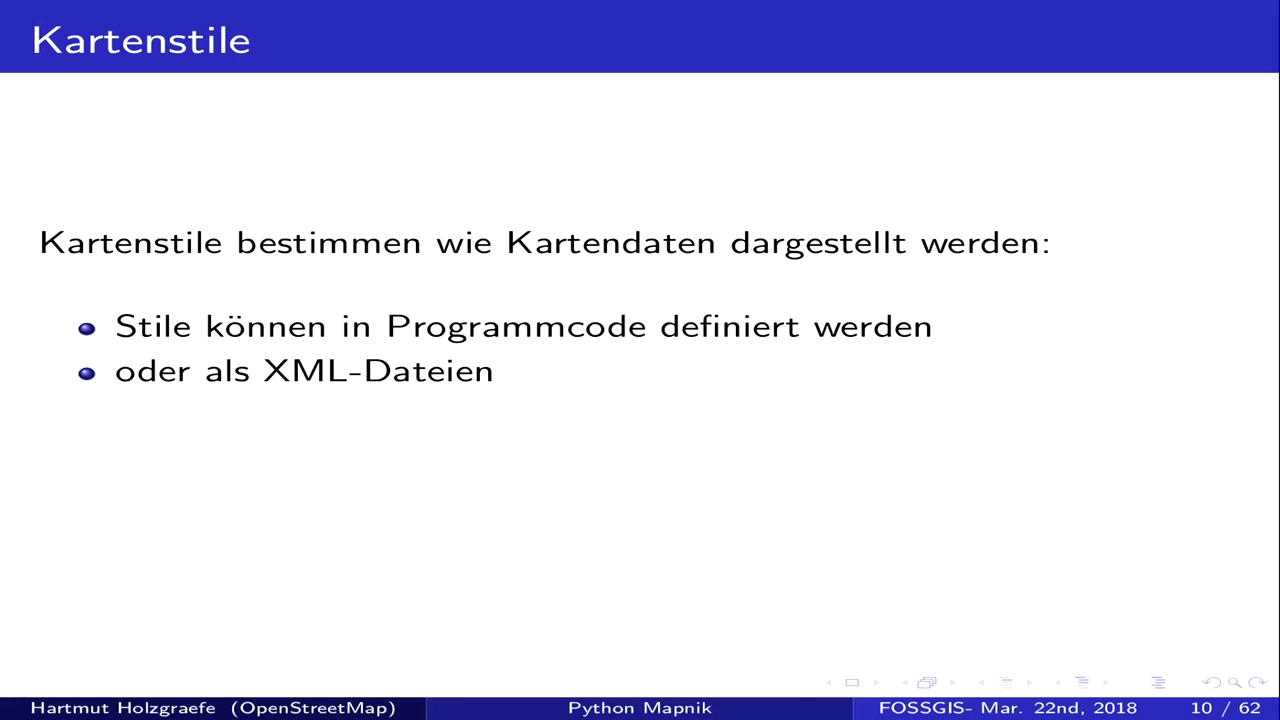 Kartenstile
Kartenstile bestimmen wie Kartendaten dargestellt werden:
Stile können in Programmcode definiert werden
oder als XML-Dateien
Hartmut Holzgraefe (OpenStreetMap) Python Mapnik FOSSGIS- Mar. 22nd, 2018 10 / 62